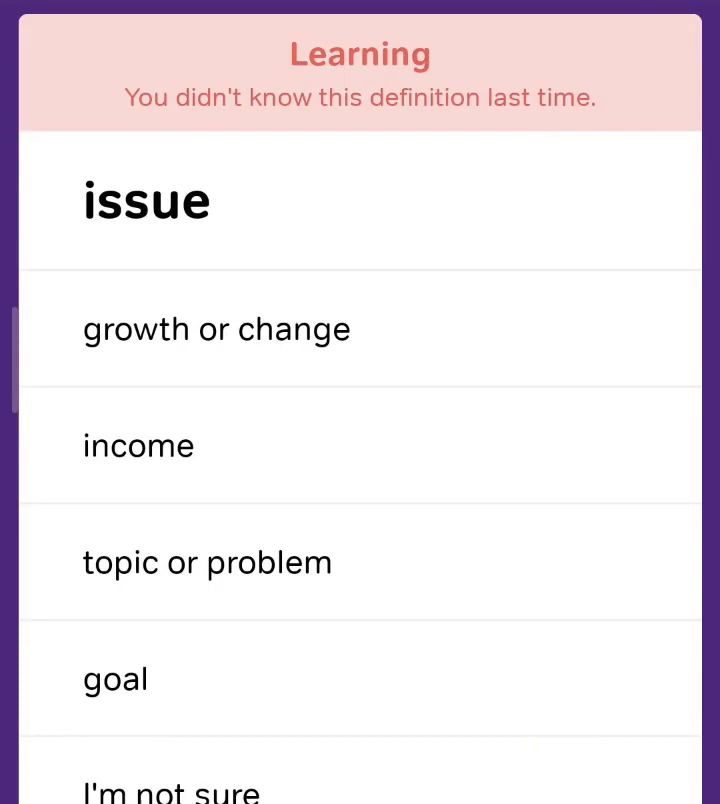 Learning
You didn't know this definition last time.
issue
growth or change
income
topic or problem
goal
I'm not sure